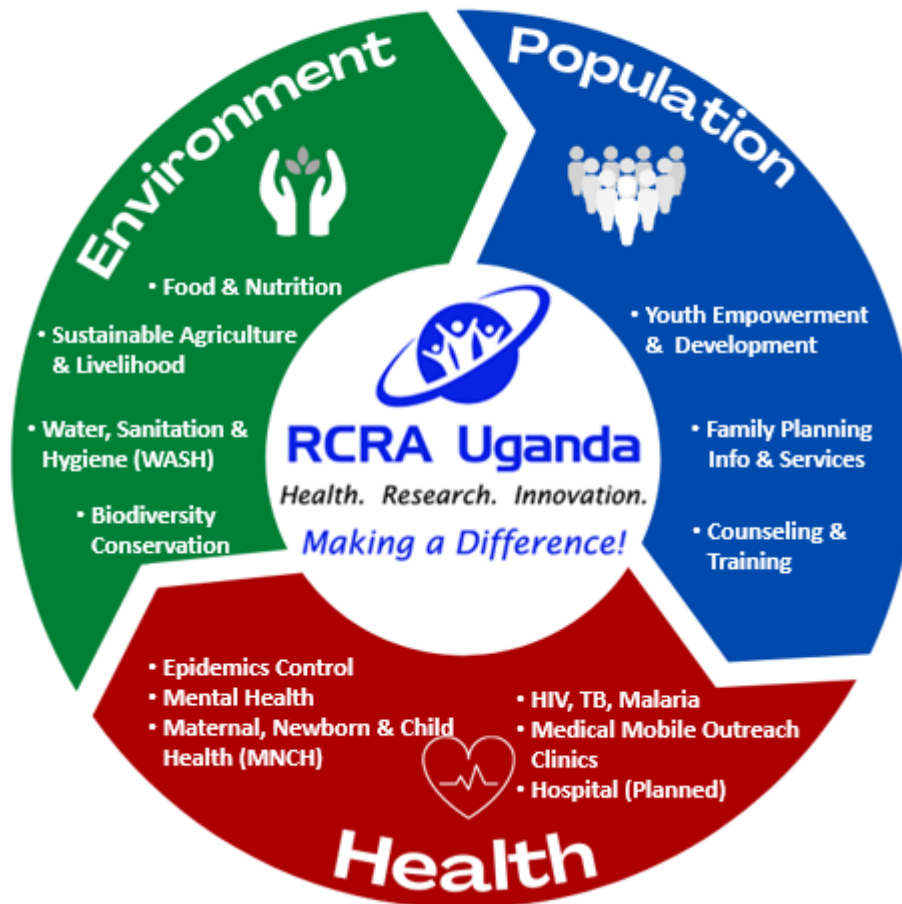 Environment
• Food & Nutrition
• Sustainable Agriculture
& Livelihood
• Water, Sanitation &
Hygiene (WASH)
• Biodiversity
Conservation
Population
• Youth Empowerment
& Development
• Family Planning
Info & Services
• Counseling &
Training
RCRA Uganda
Health. Research. Innovation.
Making a Difference!
• Epidemics Control
• Mental Health
• Maternal, Newborn & Child
Health (MNCH)
• HIV, TB, Malaria
• Medical Mobile Outreach
Clinics
• Hospital (Planned)
Health